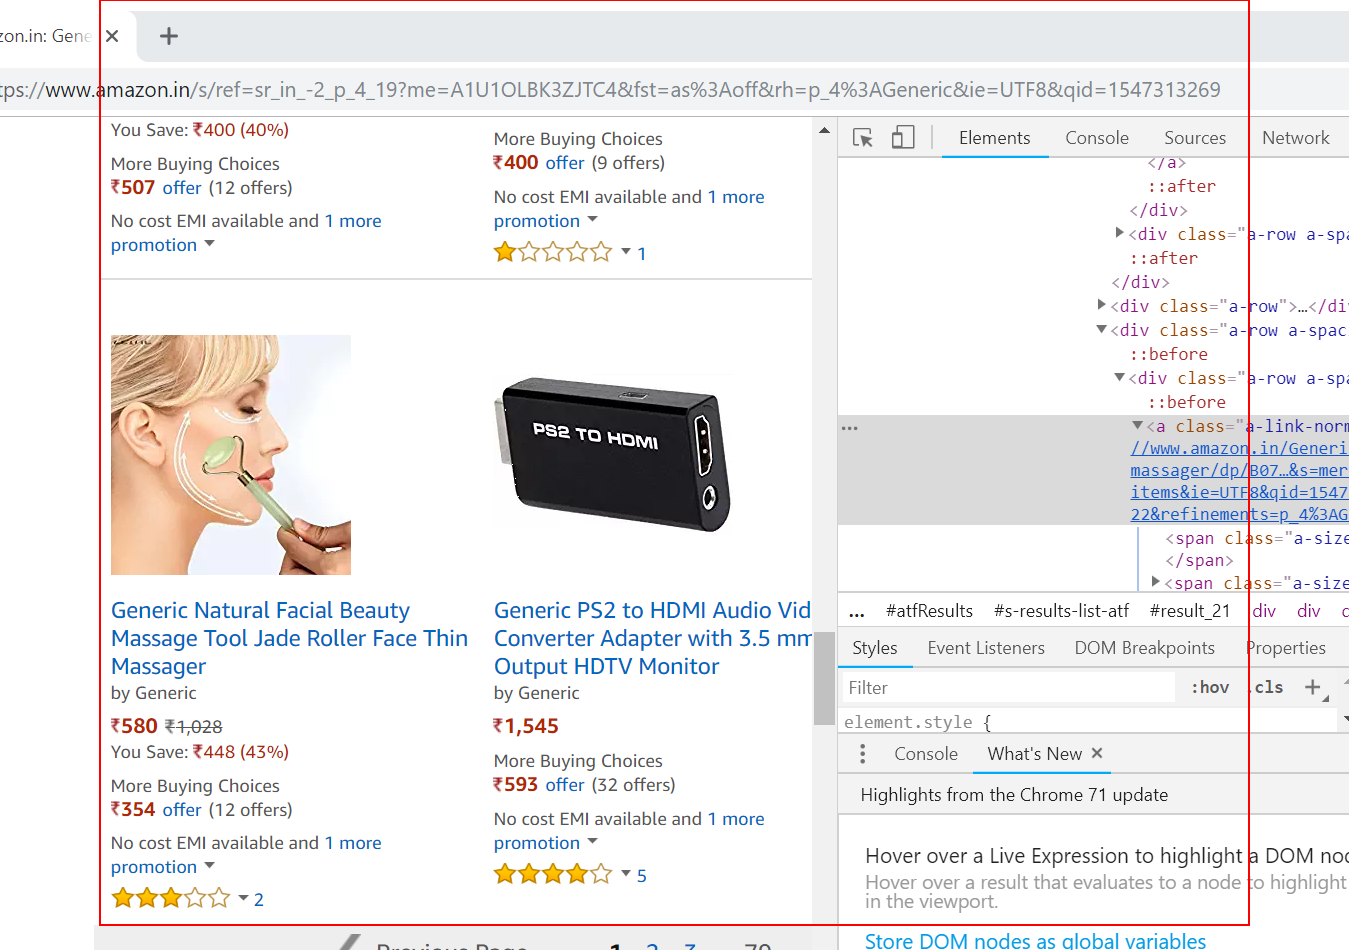 zon.in: Gene
tps://www.amazon.in/s/ref=sr_in_-2_p_4_19?me=A1U1OLBK3ZJTC4&fst=as%3Aoff&rh=p_4%3AGeneric&ie=UTF8&qid=1547313269
You Save: ₹400 (40%)
More Buying Choices
₹507 offer (12 offers)
No cost EMI available and 1 more
promotion
More Buying Choices
₹400 offer (9 offers)
No cost EMI available and 1 more
promotion
1
PS2 TO HDMI
Generic Natural Facial Beauty
Massage Tool Jade Roller Face Thin
Massager
by Generic
₹580 ₹1,028
You Save: ₹448 (43%)
More Buying Choices
₹354 offer (12 offers)
No cost EMI available and 1 more
promotion
2
Generic PS2 to HDMI Audio Vid
Converter Adapter with 3.5 mm
Output HDTV Monitor
by Generic
₹1,545
More Buying Choices
₹593 offer (32 offers)
No cost EMI available and 1 more
promotion
5
Previous Page 1 2 3 ... 70
Elements Console Sources Network
</a>
::after
</div>
<div class="a-row a-spa
::after
</div>
<div class="a-row">…</di
<div class="a-row a-spac
::before
<div class="a-row a-spa
::before
<a class="a-link-nor
//www.amazon.in/Generi
massager/dp/B07…&s=mer
items&ie=UTF8&qid=1547
22&refinements=p_4%3AG
<span class="a-size
</span>
<span class="a-size
... #atfResults #s-results-list-atf #result_21 div div d
Styles Event Listeners DOM Breakpoints Properties
Filter :hov .cls +
element.style {
Console What's New
Highlights from the Chrome 71 update
Hover over a Live Expression to highlight a DOM nod
Hover over a result that evaluates to a node to highlight
in the viewport.
Store DOM nodes as global variables